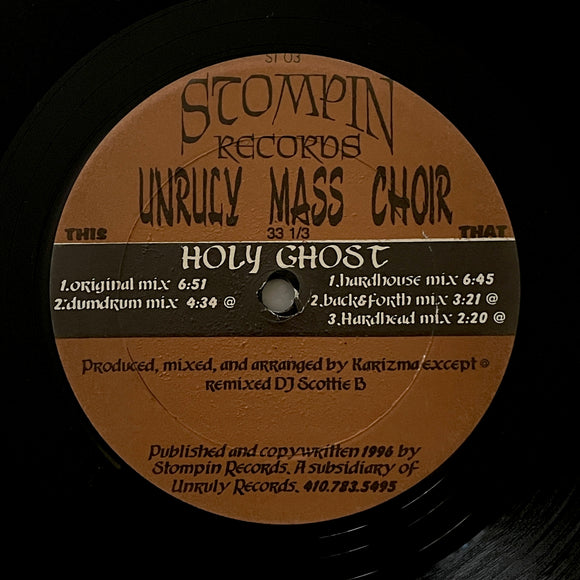 ST 03
STOMPIN
RECORDS
UNRULY MASS CHOIR
THIS 33 1/3 THAT
HOLY GHOST
1.original mix 6:51
2.dumdrum mix 4:34 @
1.hardhouse mix 6:45
2.back&forth mix 3:21 @
3.Hardhead mix 2:20 @
Produced, mixed, and arranged by Karizma except @
remixed DJ Scottie B
Published and copywritten 1996 by
Stompin Records. A subsidiary of
Unruly Records. 410.783.5495